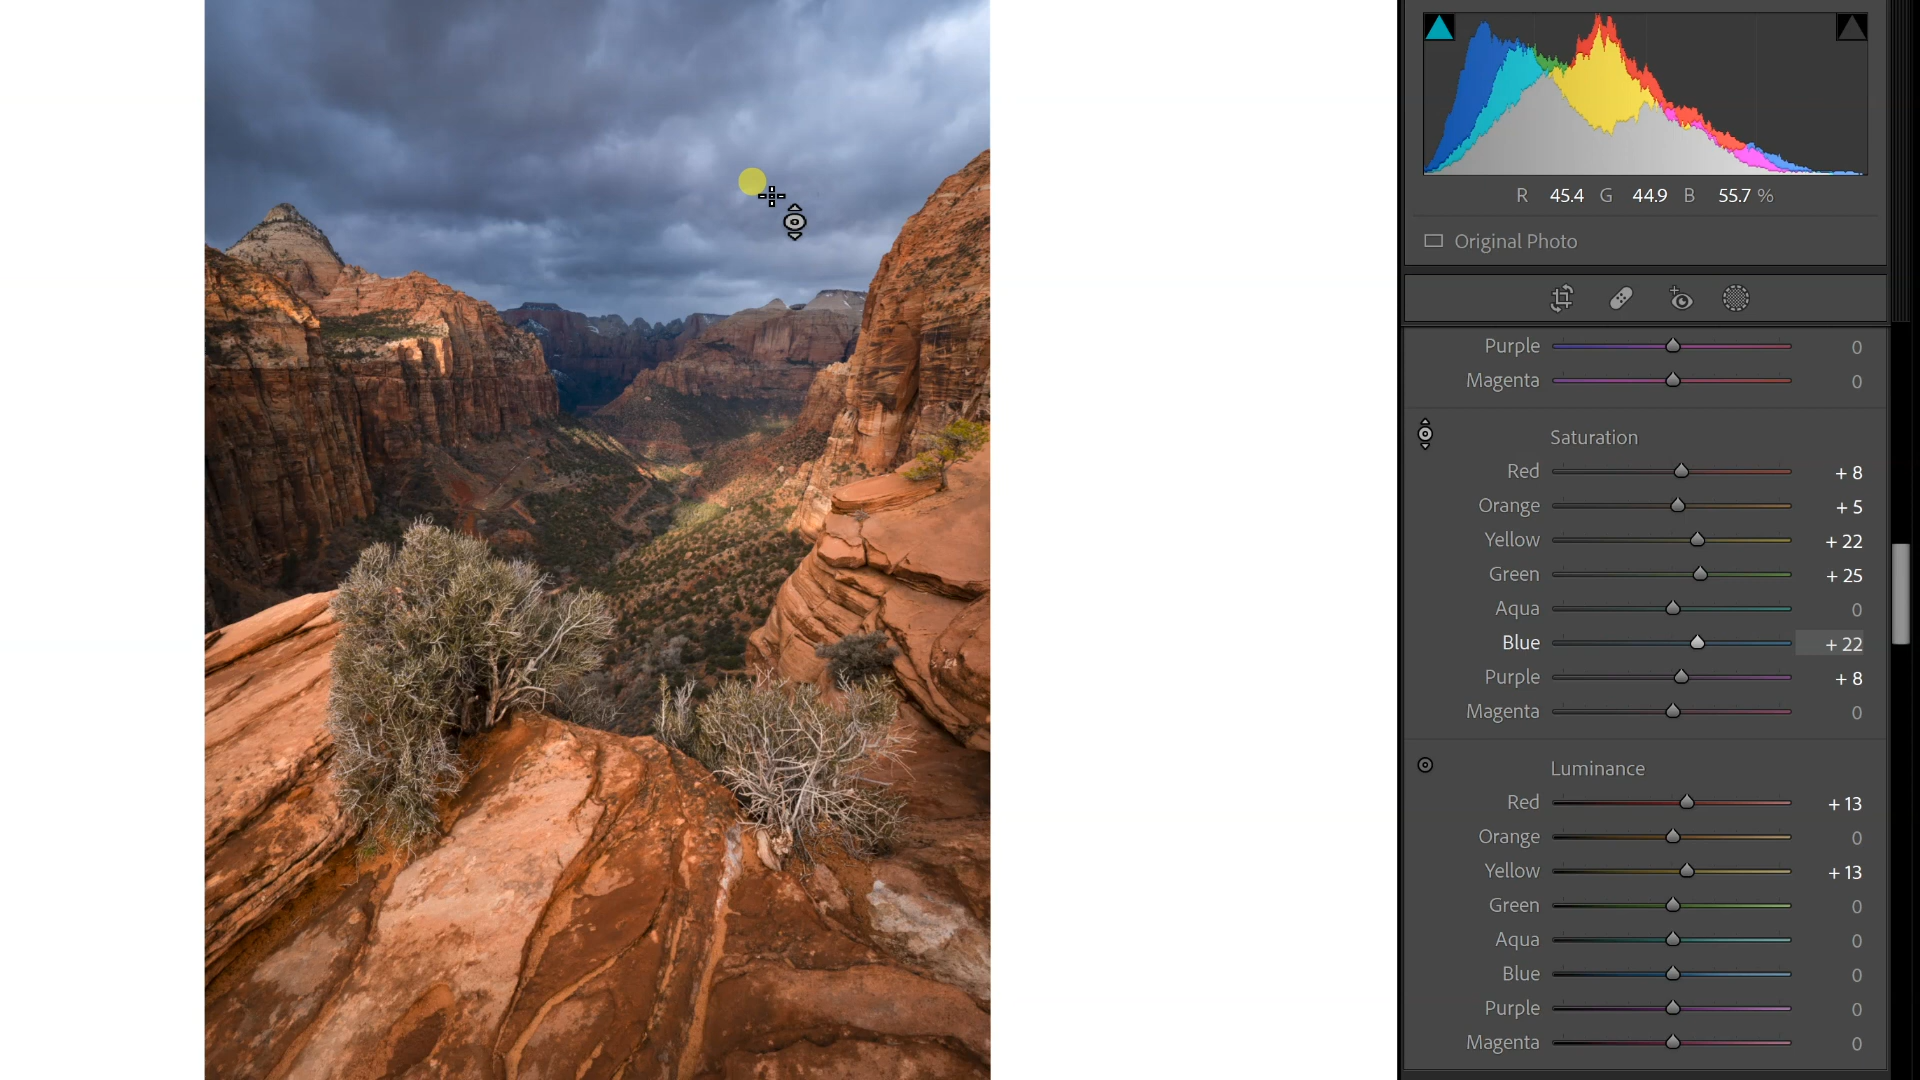 R 45.4 G 44.9 B 55.7 %
Original Photo
Purple 0
Magenta 0
Saturation
Red + 8
Orange + 5
Yellow + 22
Green + 25
Aqua 0
Blue + 22
Purple + 8
Magenta 0
Luminance
Red + 13
Orange 0
Yellow + 13
Green 0
Aqua 0
Blue 0
Purple 0
Magenta 0